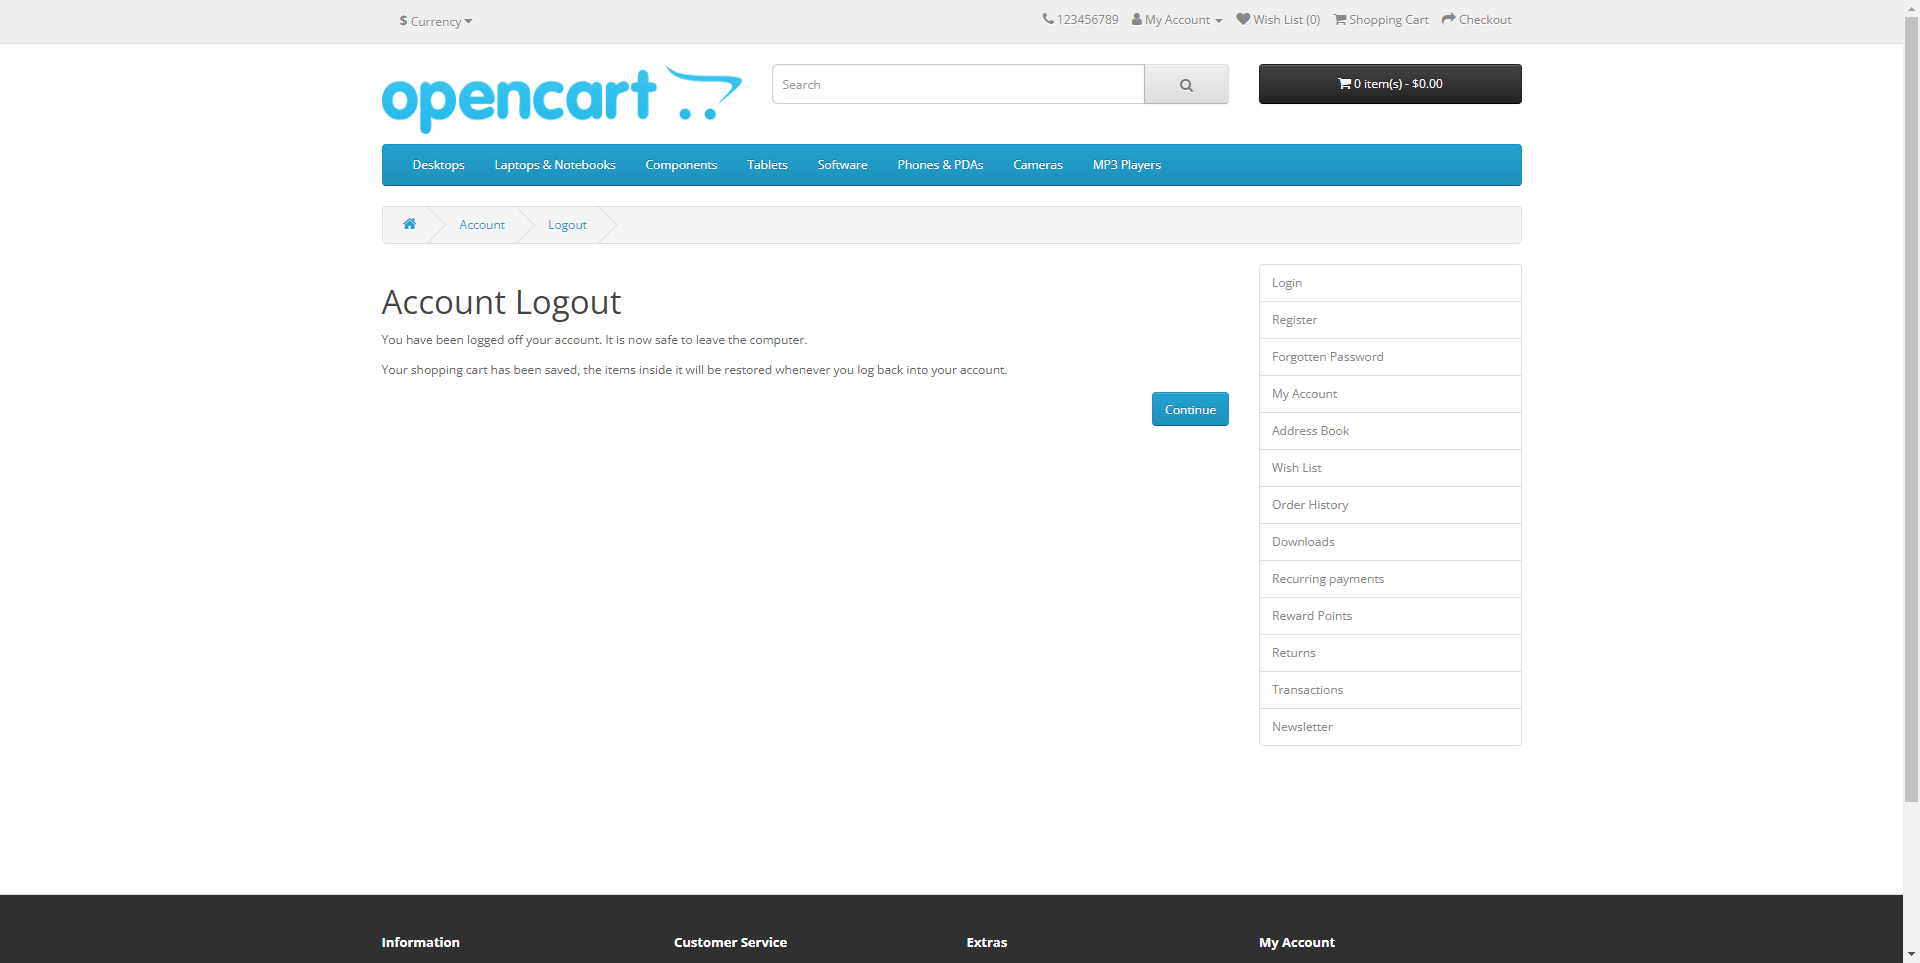 $ Currency
123456789 My Account Wish List (0) Shopping Cart Checkout
opencart
Search
0 item(s) - $0.00
Desktops Laptops & Notebooks Components Tablets Software Phones & PDAs Cameras MP3 Players
Account Logout
Account Logout
You have been logged off your account. It is now safe to leave the computer.
Your shopping cart has been saved, the items inside it will be restored whenever you log back into your account.
Continue
Login
Register
Forgotten Password
My Account
Address Book
Wish List
Order History
Downloads
Recurring payments
Reward Points
Returns
Transactions
Newsletter
Information Customer Service Extras My Account